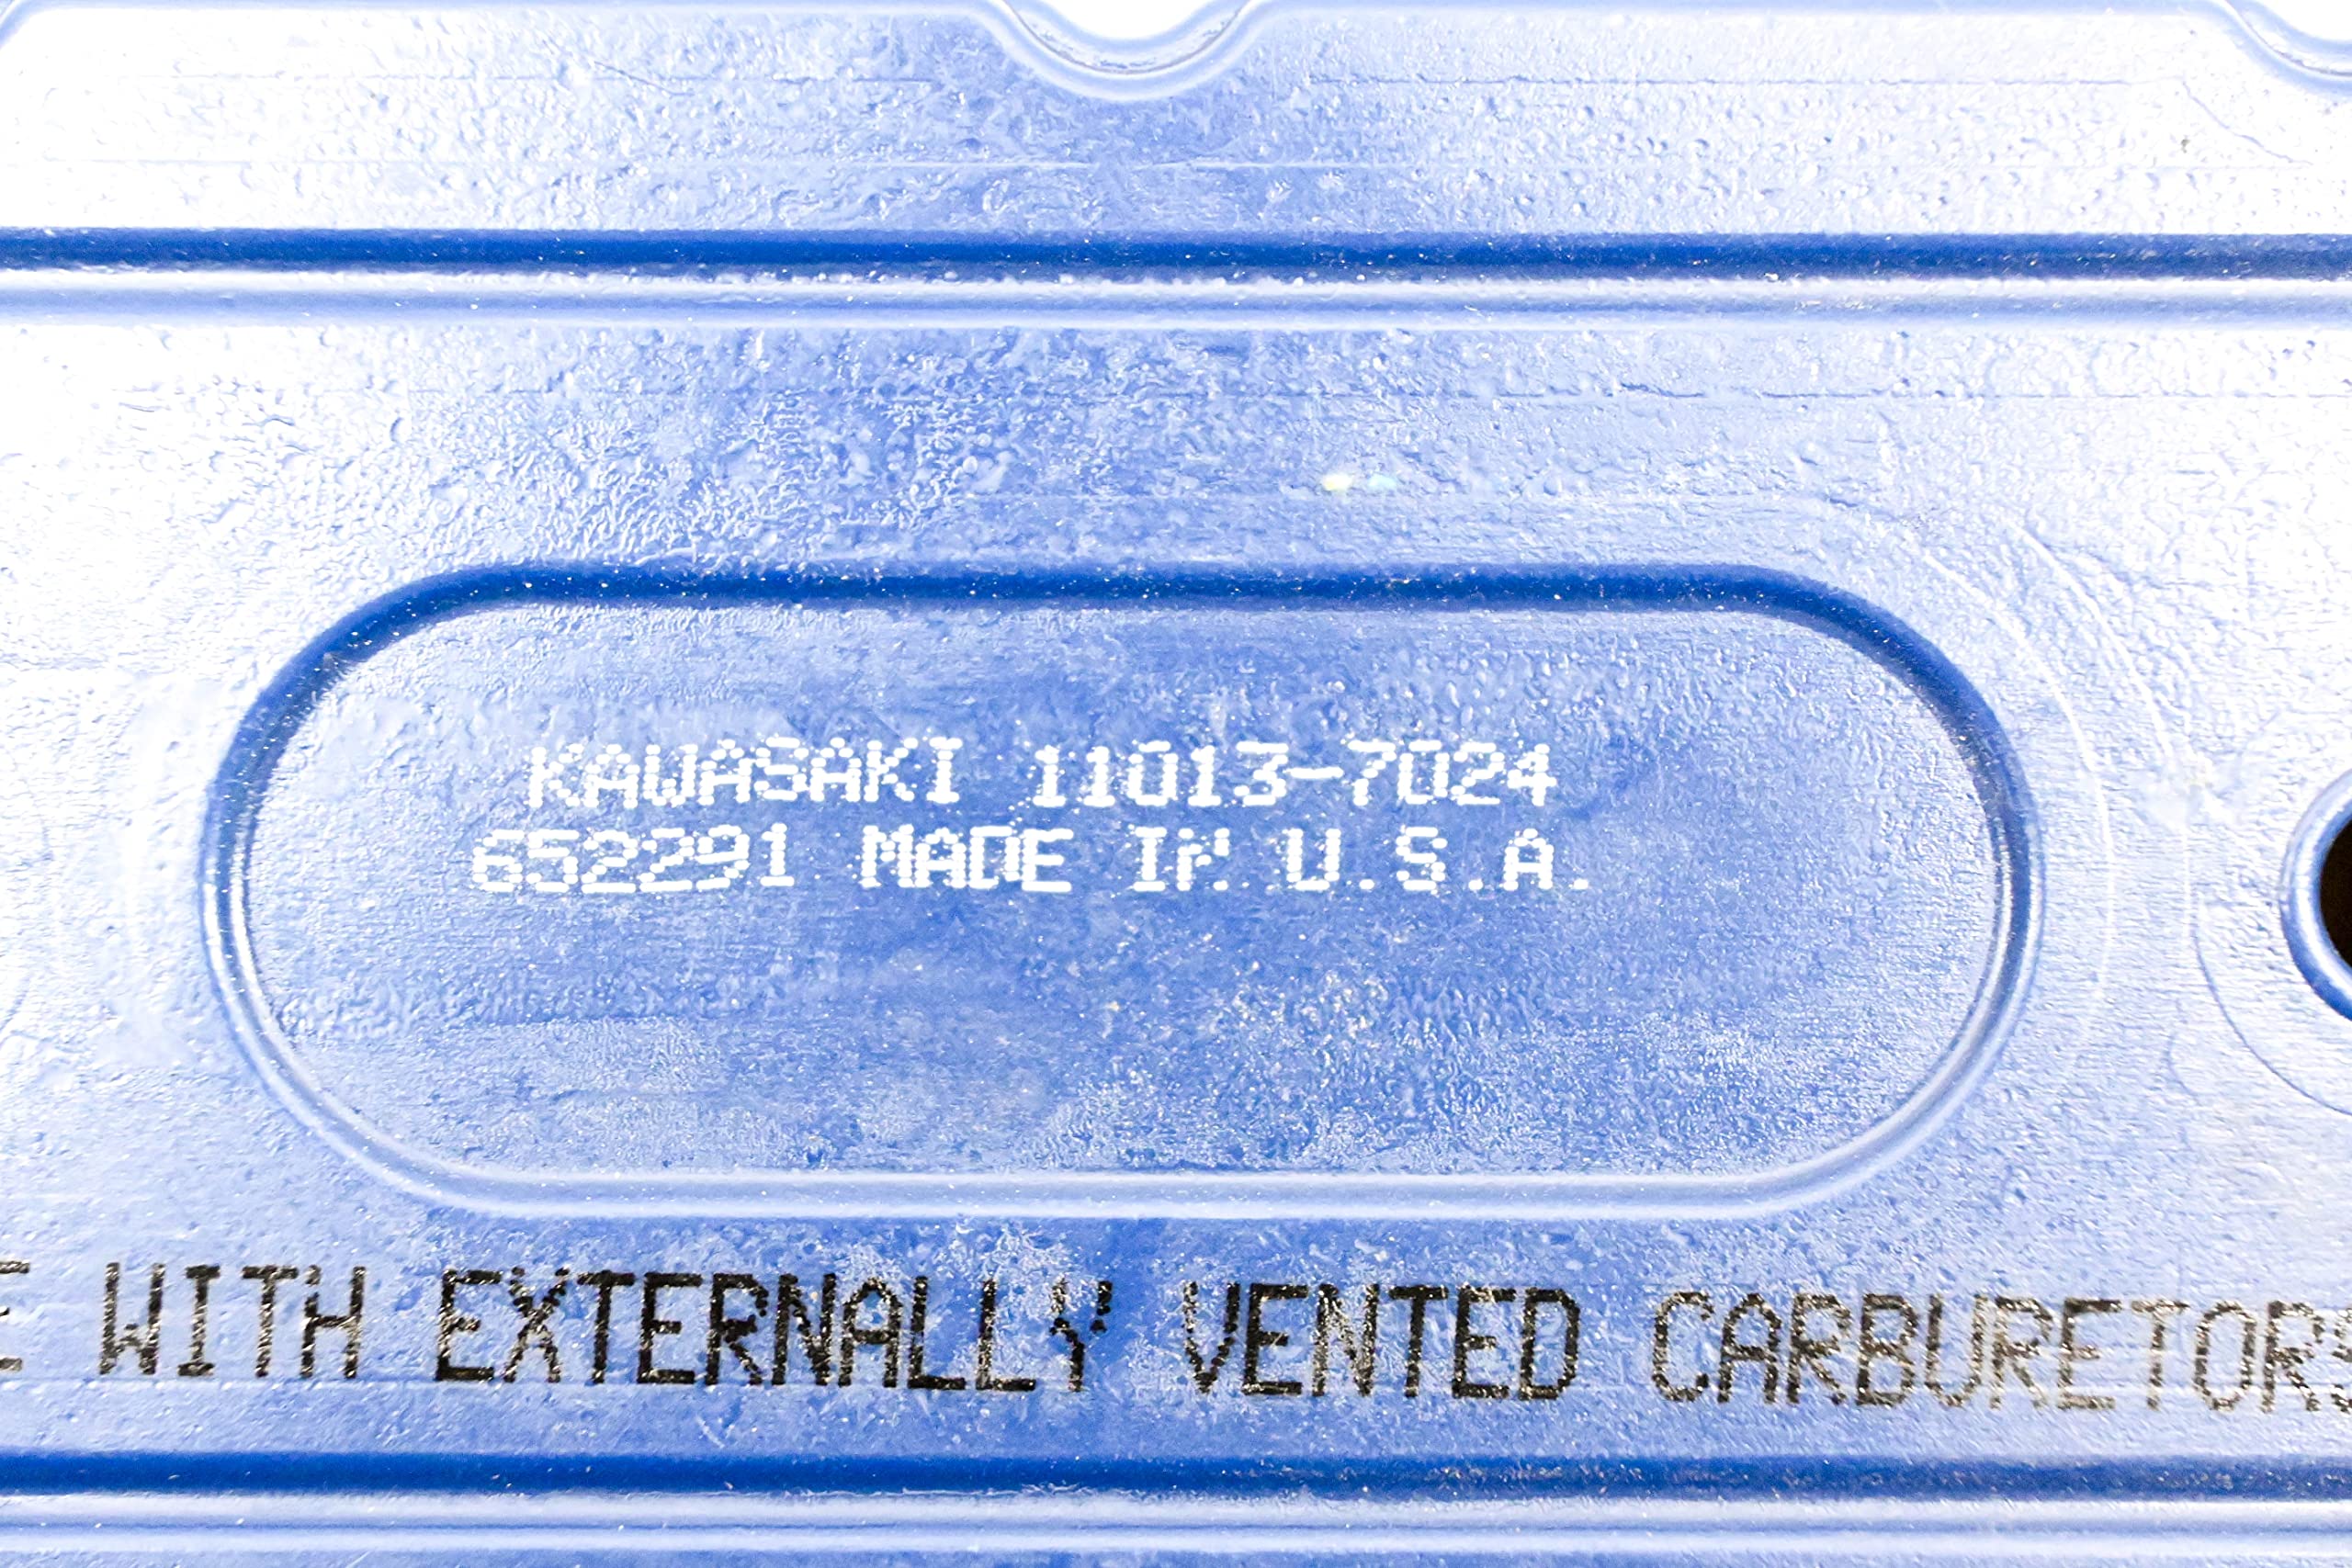 KAWASAKI 11013-7024
652291 MADE IN U.S.A.
WITH EXTERNALLY VENTED CARBURETORS